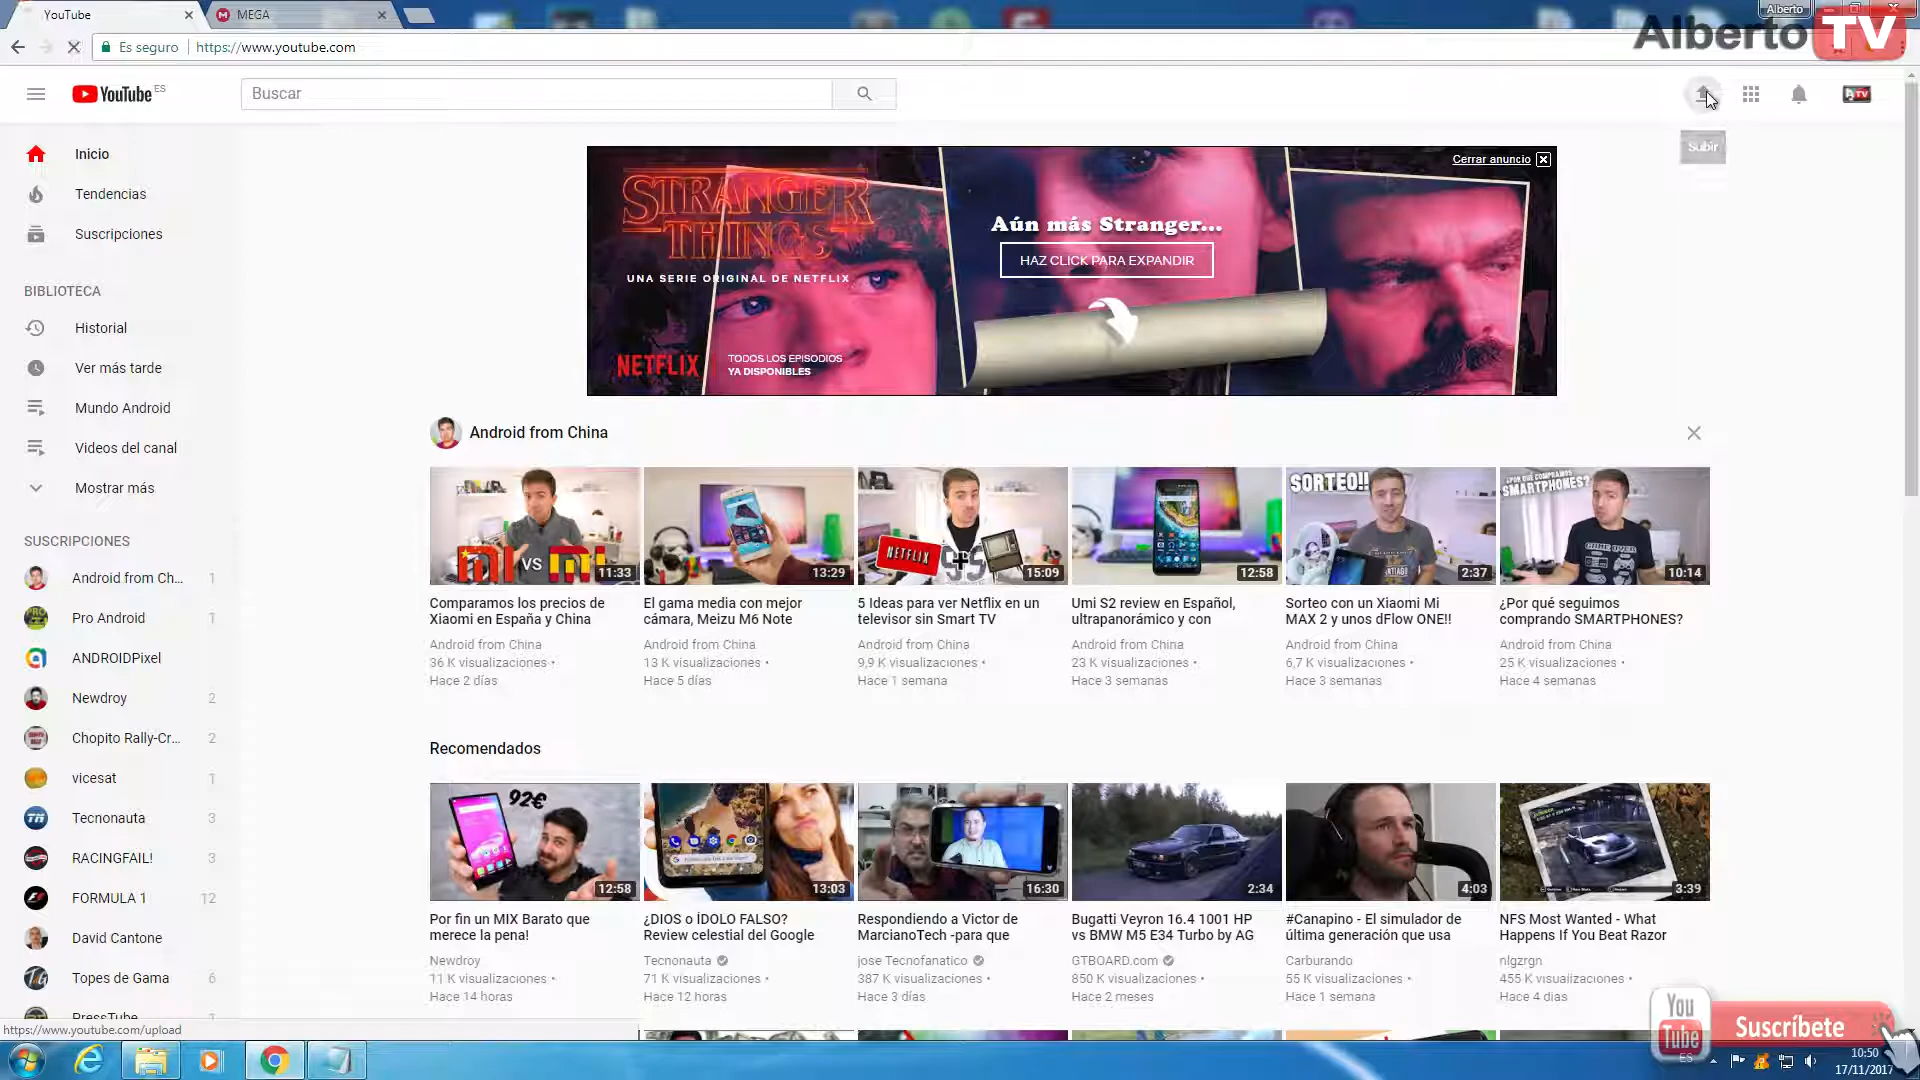 YouTube
MEGA
Alberto
Alberto TV
Es seguro
https://www.youtube.com
YouTube ES
Buscar
Subir
Inicio
Tendencias
Suscripciones
BIBLIOTECA
Historial
Ver más tarde
Mundo Android
Videos del canal
Mostrar más
SUSCRIPCIONES
Android from Ch... 1
Pro Android 1
ANDROIDPixel
Newdroy 2
Chopito Rally-Cr... 2
vicesat 1
Tecnonauta 3
RACINGFAIL! 3
FORMULA 1 12
David Cantone
Topes de Gama 6
PressTube 1
https://www.youtube.com/upload
Cerrar anuncio
STRANGER
THINGS
UNA SERIE ORIGINAL DE NETFLIX
NETFLIX
TODOS LOS EPISODIOS
YA DISPONIBLES
Aún más Stranger...
HAZ CLICK PARA EXPANDIR
Android from China
VS
11:33
13:29
NETFLIX
15:09
12:58
SORTEO!!
2:37
¿POR QUÉ COMPRAMOS
SMARTPHONES?
GAME OVER
10:14
Comparamos los precios de
Xiaomi en España y China
Android from China
36 K visualizaciones •
Hace 2 días
El gama media con mejor
cámara, Meizu M6 Note
Android from China
13 K visualizaciones •
Hace 5 días
5 Ideas para ver Netflix en un
televisor sin Smart TV
Android from China
9,9 K visualizaciones •
Hace 1 semana
Umi S2 review en Español,
ultrapanorámico y con
Android from China
23 K visualizaciones •
Hace 3 semanas
Sorteo con un Xiaomi Mi
MAX 2 y unos dFlow ONE!!
Android from China
6,7 K visualizaciones •
Hace 3 semanas
¿Por qué seguimos
comprando SMARTPHONES?
Android from China
25 K visualizaciones •
Hace 4 semanas
Recomendados
92€
12:58
13:03
16:30
2:34
4:03
3:39
Por fin un MIX Barato que
merece la pena!
Newdroy
11 K visualizaciones •
Hace 14 horas
¿DIOS o ÍDOLO FALSO?
Review celestial del Google
Tecnonauta
71 K visualizaciones •
Hace 12 horas
Respondiendo a Victor de
MarcianoTech -para que
jose Tecnofanatico
387 K visualizaciones •
Hace 3 días
Bugatti Veyron 16.4 1001 HP
vs BMW M5 E34 Turbo by AG
GTBOARD.com
850 K visualizaciones •
Hace 2 meses
#Canapino - El simulador de
última generación que usa
Carburando
55 K visualizaciones •
Hace 1 semana
NFS Most Wanted - What
Happens If You Beat Razor
nlgzrgn
455 K visualizaciones •
Hace 4 días
You
Tube
Suscríbete
ES
10:50
17/11/2017